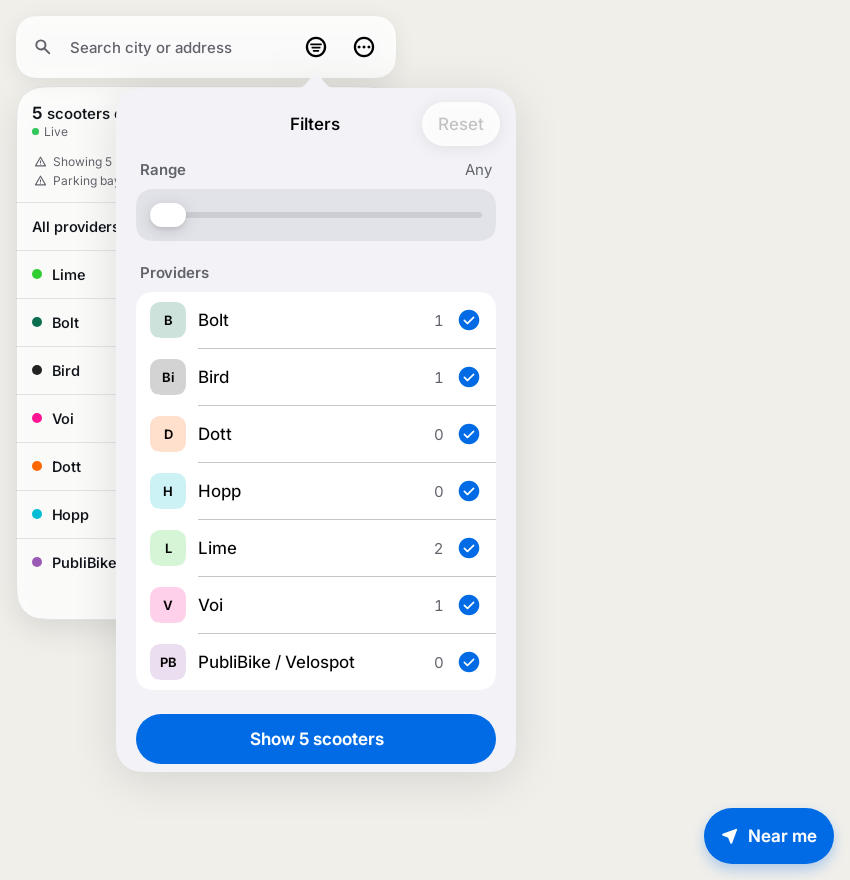 Search city or address
5 scooters
Live
Showing 5
Parking bay
All providers
Lime
Bolt
Bird
Voi
Dott
Hopp
PubliBike
Filters
Reset
Range
Any
Providers
B Bolt 1
Bi Bird 1
D Dott 0
H Hopp 0
L Lime 2
V Voi 1
PB PubliBike / Velospot 0
Show 5 scooters
Near me